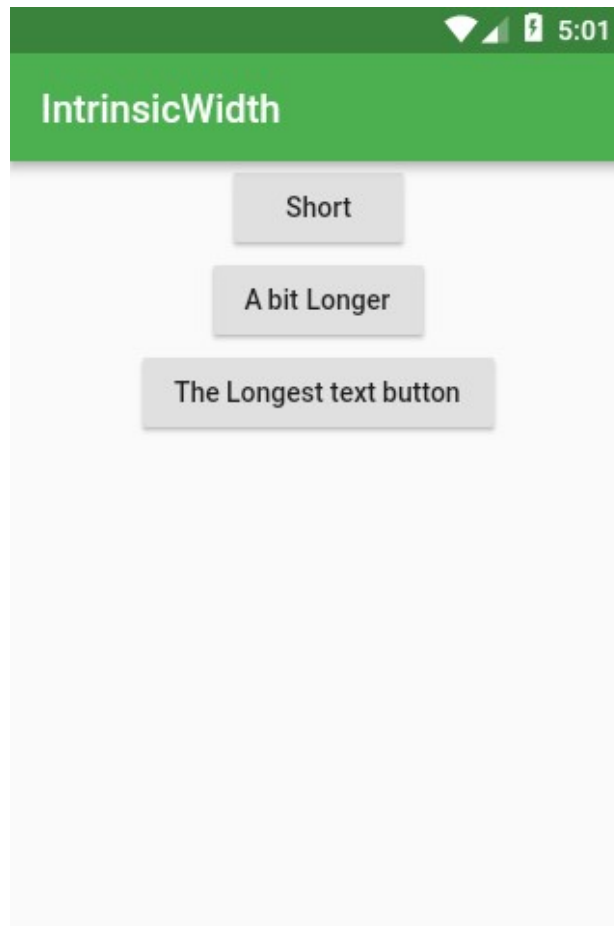 5:01
IntrinsicWidth
Short
A bit Longer
The Longest text button